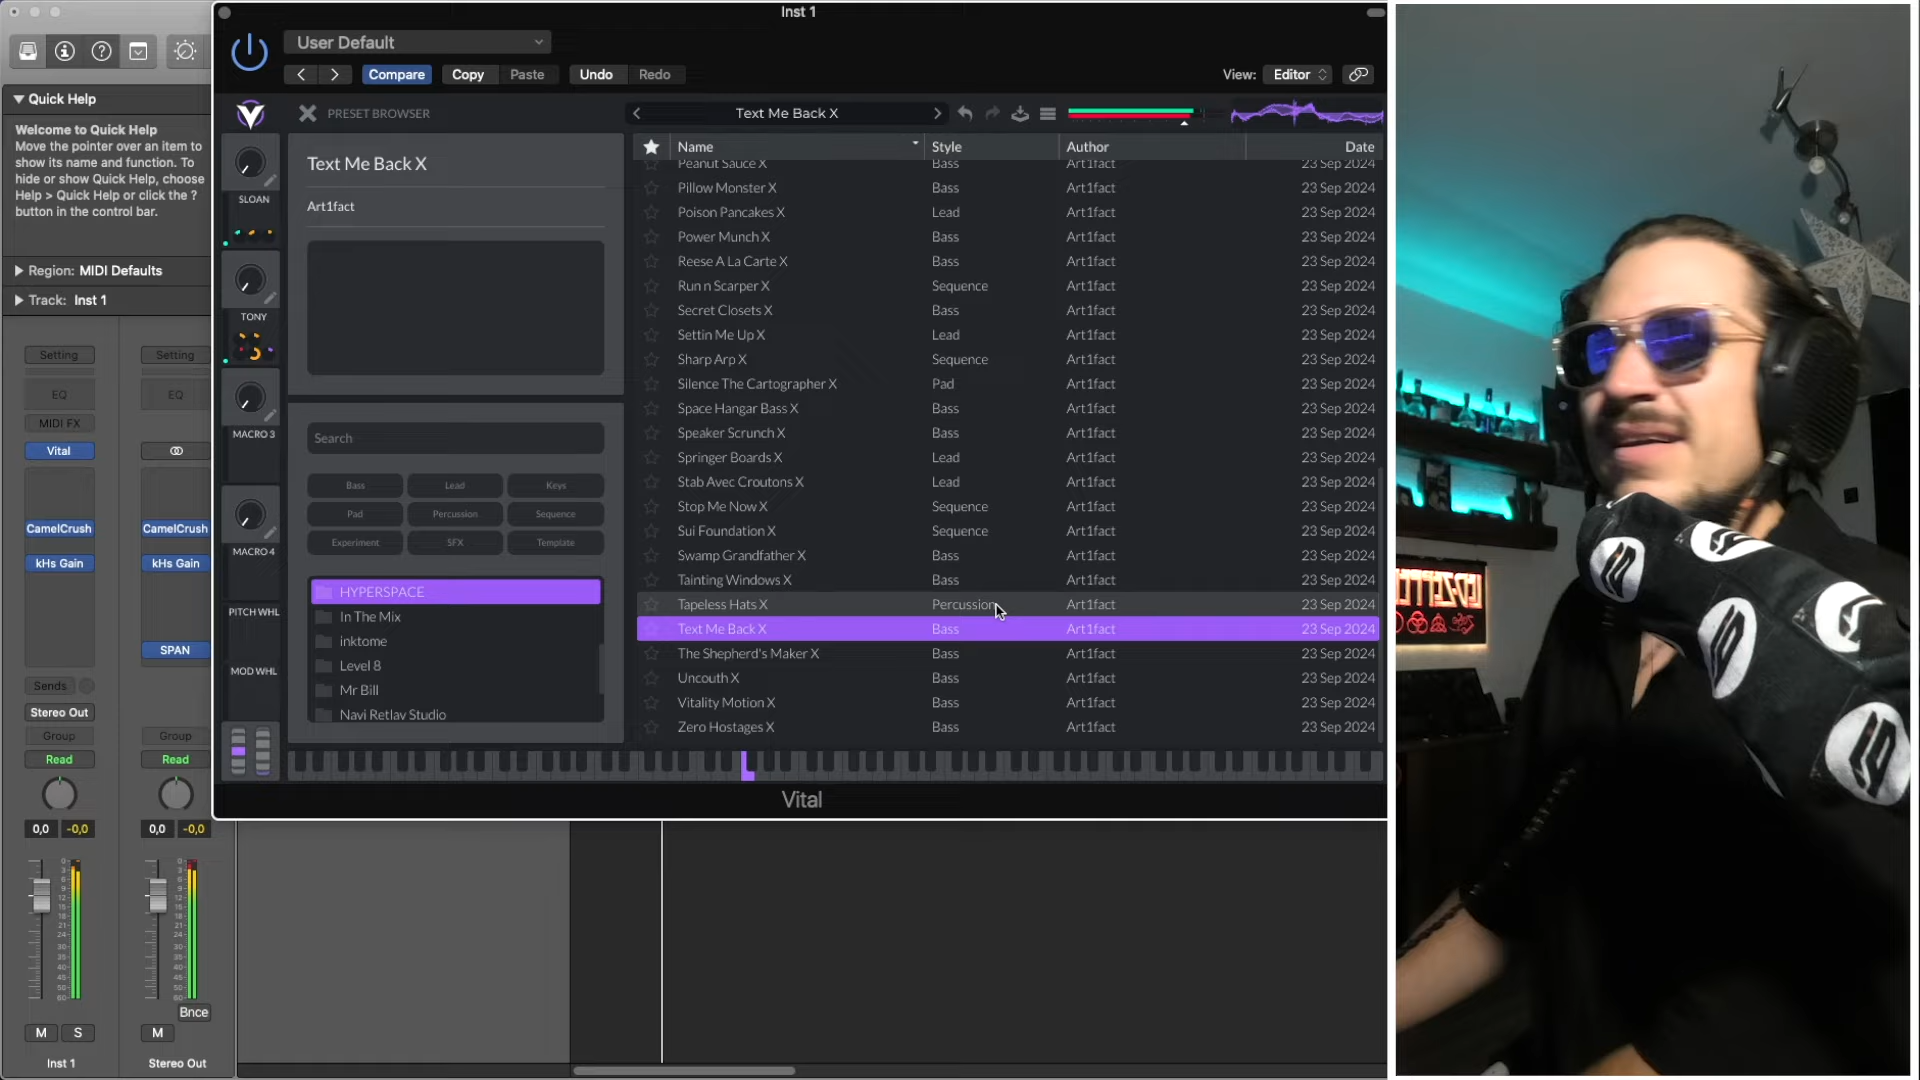 Inst 1
User Default
Compare
Copy
Paste
Undo
Redo
View:
Editor
Quick Help
Welcome to Quick Help
Move the pointer over an item to
show its name and function. To
hide or show Quick Help, choose
Help > Quick Help or click the ?
button in the control bar.
Region: MIDI Defaults
Track: Inst 1
PRESET BROWSER
Text Me Back X
Text Me Back X
Art1fact
SLOAN
TONY
MACRO 3
MACRO 4
PITCH WHL
MOD WHL
Search
Bass
Lead
Keys
Pad
Percussion
Sequence
Experiment
SFX
Template
HYPERSPACE
In The Mix
inktome
Level 8
Mr Bill
Navi Retlav Studio
Name Style Author Date
Peanut Sauce X Bass Art1fact 23 Sep 2024
Pillow Monster X Bass Art1fact 23 Sep 2024
Poison Pancakes X Lead Art1fact 23 Sep 2024
Power Munch X Bass Art1fact 23 Sep 2024
Reese A La Carte X Bass Art1fact 23 Sep 2024
Run n Scarper X Sequence Art1fact 23 Sep 2024
Secret Closets X Bass Art1fact 23 Sep 2024
Settin Me Up X Lead Art1fact 23 Sep 2024
Sharp Arp X Sequence Art1fact 23 Sep 2024
Silence The Cartographer X Pad Art1fact 23 Sep 2024
Space Hangar Bass X Bass Art1fact 23 Sep 2024
Speaker Scrunch X Bass Art1fact 23 Sep 2024
Springer Boards X Lead Art1fact 23 Sep 2024
Stab Avec Croutons X Lead Art1fact 23 Sep 2024
Stop Me Now X Sequence Art1fact 23 Sep 2024
Sui Foundation X Sequence Art1fact 23 Sep 2024
Swamp Grandfather X Bass Art1fact 23 Sep 2024
Tainting Windows X Bass Art1fact 23 Sep 2024
Tapeless Hats X Percussion Art1fact 23 Sep 2024
Text Me Back X Bass Art1fact 23 Sep 2024
The Shepherd's Maker X Bass Art1fact 23 Sep 2024
Uncouth X Bass Art1fact 23 Sep 2024
Vitality Motion X Bass Art1fact 23 Sep 2024
Zero Hostages X Bass Art1fact 23 Sep 2024
Vital
Setting
Setting
EQ
EQ
MIDI FX
Vital
CamelCrush
CamelCrush
kHs Gain
kHs Gain
SPAN
Sends
Stereo Out
Group
Group
Read
Read
0,0 -0,0
0,0 -0,0
Bnce
M S
M
Inst 1
Stereo Out